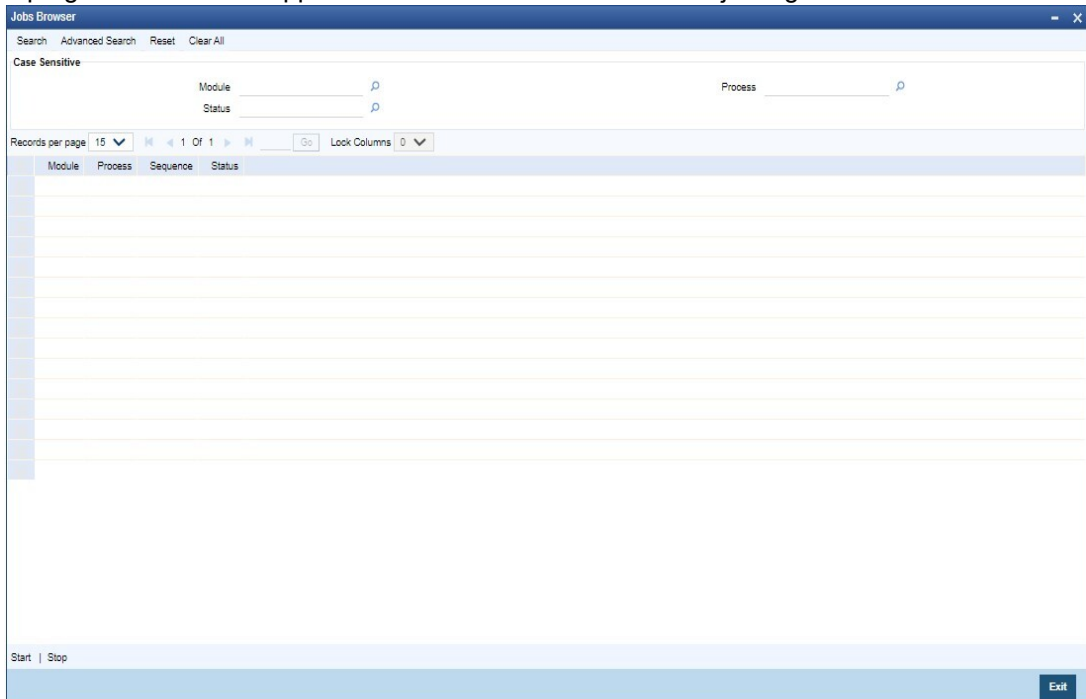 Jobs Browser
Search Advanced Search Reset Clear All
Case Sensitive
Module Process
Status
Records per page 15 1 Of 1 Go Lock Columns 0
Module Process Sequence Status
Start | Stop
Exit